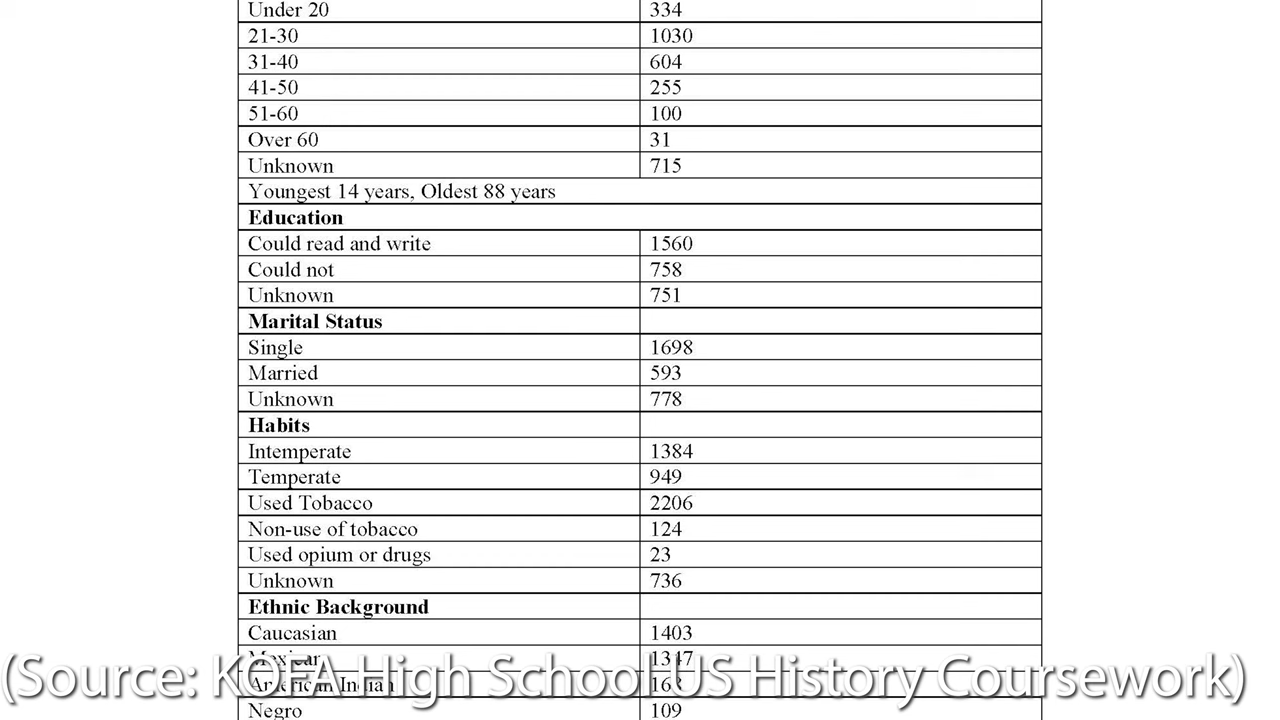 Under 20 334
21-30 1030
31-40 604
41-50 255
51-60 100
Over 60 31
Unknown 715
Youngest 14 years, Oldest 88 years
Education
Could read and write 1560
Could not 758
Unknown 751
Marital Status
Single 1698
Married 593
Unknown 778
Habits
Intemperate 1384
Temperate 949
Used Tobacco 2206
Non-use of tobacco 124
Used opium or drugs 23
Unknown 736
Ethnic Background
Caucasian 1403
Mexican 1347
(Source: KOFA High School US History Coursework)
American Indian
Negro 109